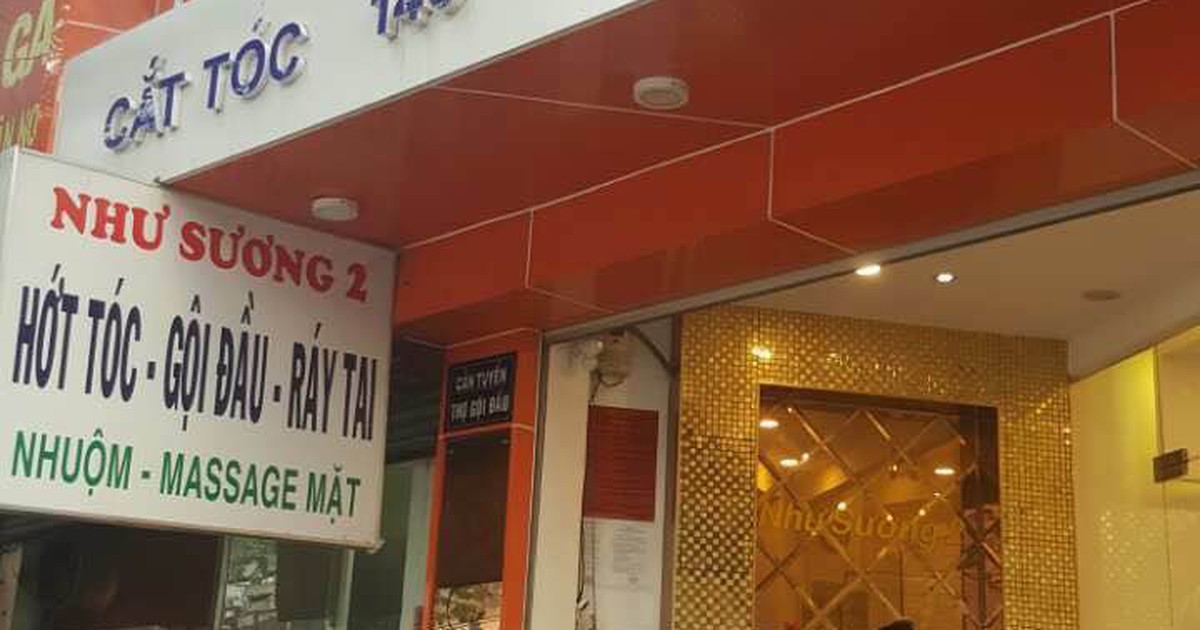 GA
CẮT TÓC
NHƯ SƯƠNG 2
HỚT TÓC - GỘI ĐẦU - RÁY TAI
NHUỘM - MASSAGE MẶT
CẦN TUYỂN
THỢ GỘI ĐẦU
Như Sương